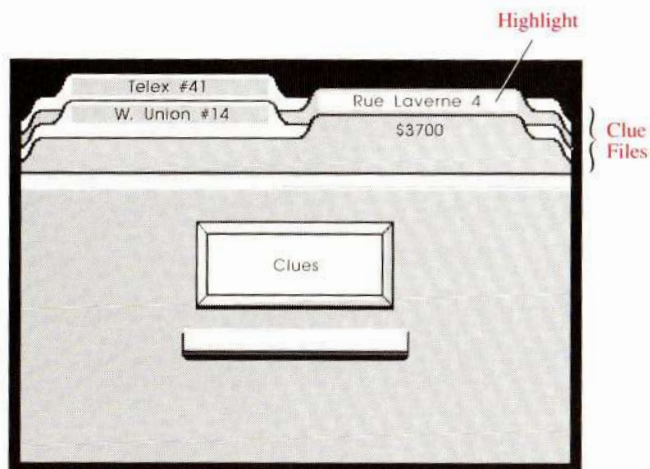 Highlight
Telex #41
Rue Laverne 4
W. Union #14
$3700
Clue
Files
Clues